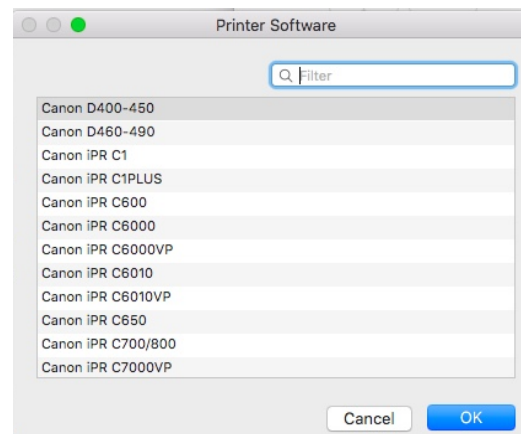 Printer Software
Filter
Canon D400-450
Canon D460-490
Canon iPR C1
Canon iPR C1PLUS
Canon iPR C600
Canon iPR C6000
Canon iPR C6000VP
Canon iPR C6010
Canon iPR C6010VP
Canon iPR C650
Canon iPR C700/800
Canon iPR C7000VP
Cancel OK